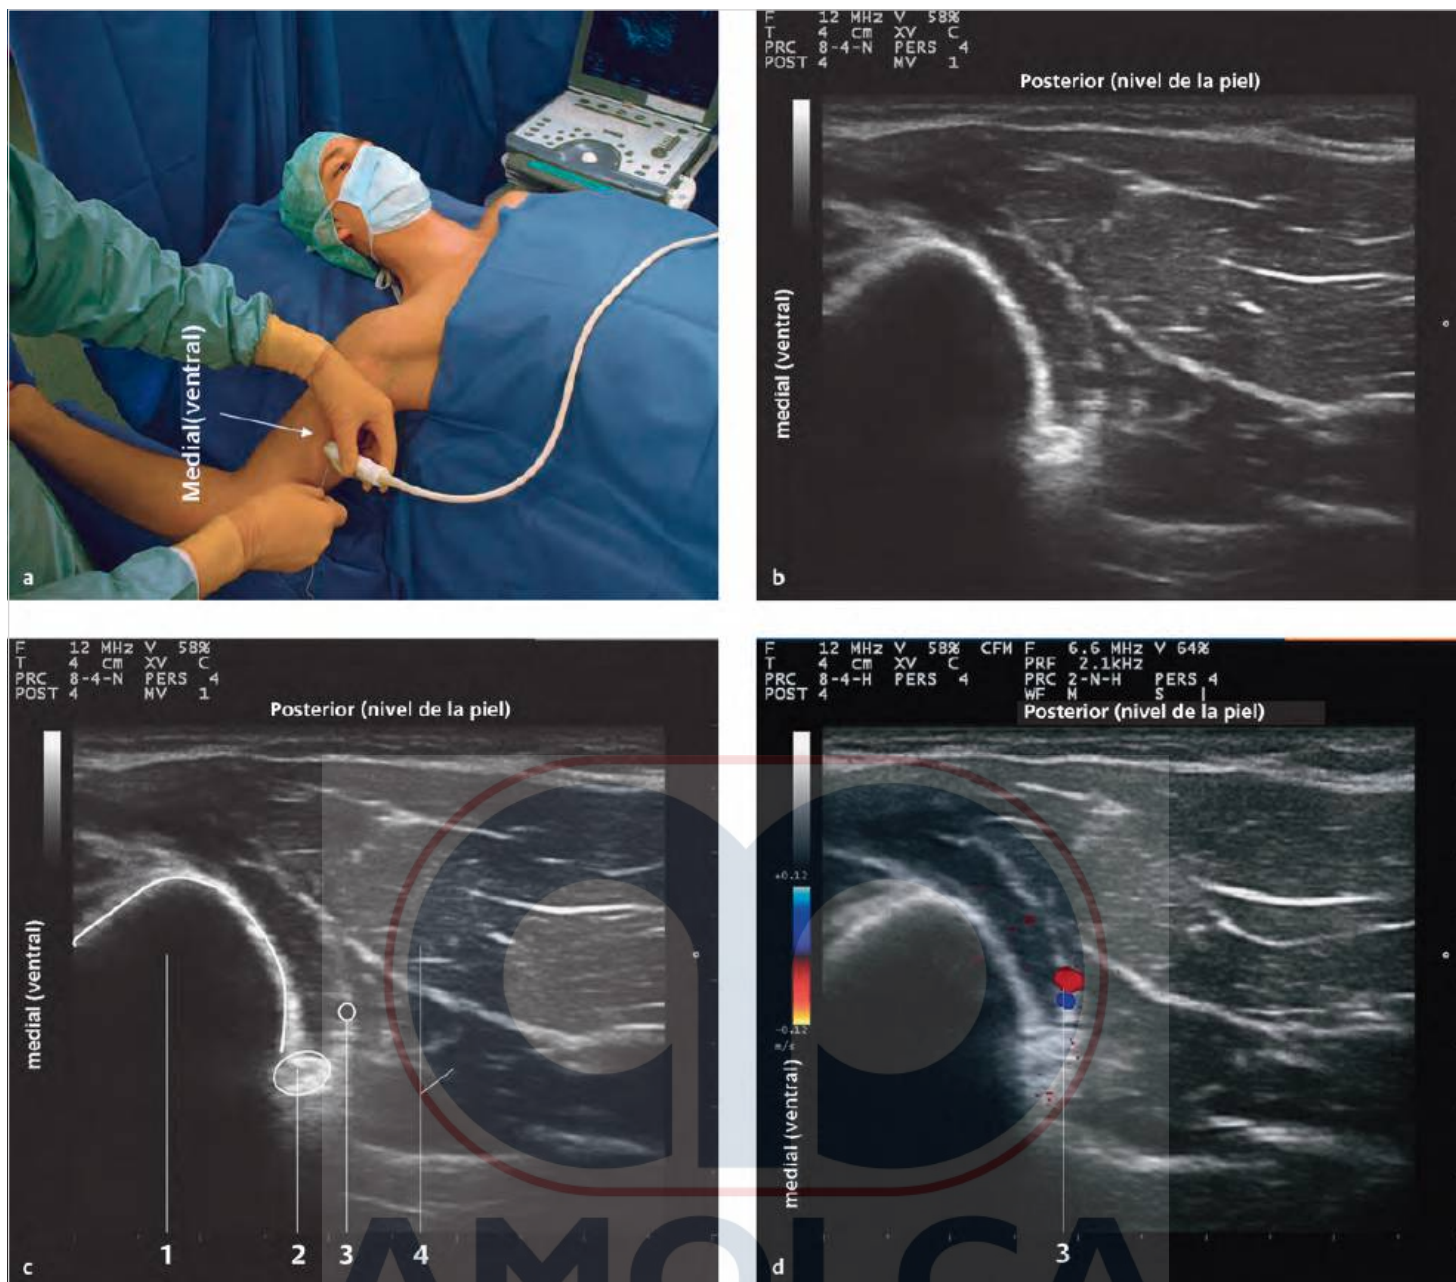 Medial(ventral)
a
F 12 MHz V 58%
T 4 cm XV C
PRC 8-4-N PERS 4
POST 4 MV 1
Posterior (nivel de la piel)
medial (ventral)
b
F 12 MHz V 58%
T 4 cm XV C
PRC 8-4-N PERS 4
POST 4 MV 1
Posterior (nivel de la piel)
medial (ventral)
1 2 3 4
c
F 12 MHz V 58% CFM F 6.6 MHz V 64%
T 4 cm XV C PRF 2.1kHz
PRC 8-4-H PERS 4 PRC 2-N-H PERS 4
POST 4 WF M S
Posterior (nivel de la piel)
+0.12
-0.12
m/s
medial (ventral)
3
d
AMOLCA